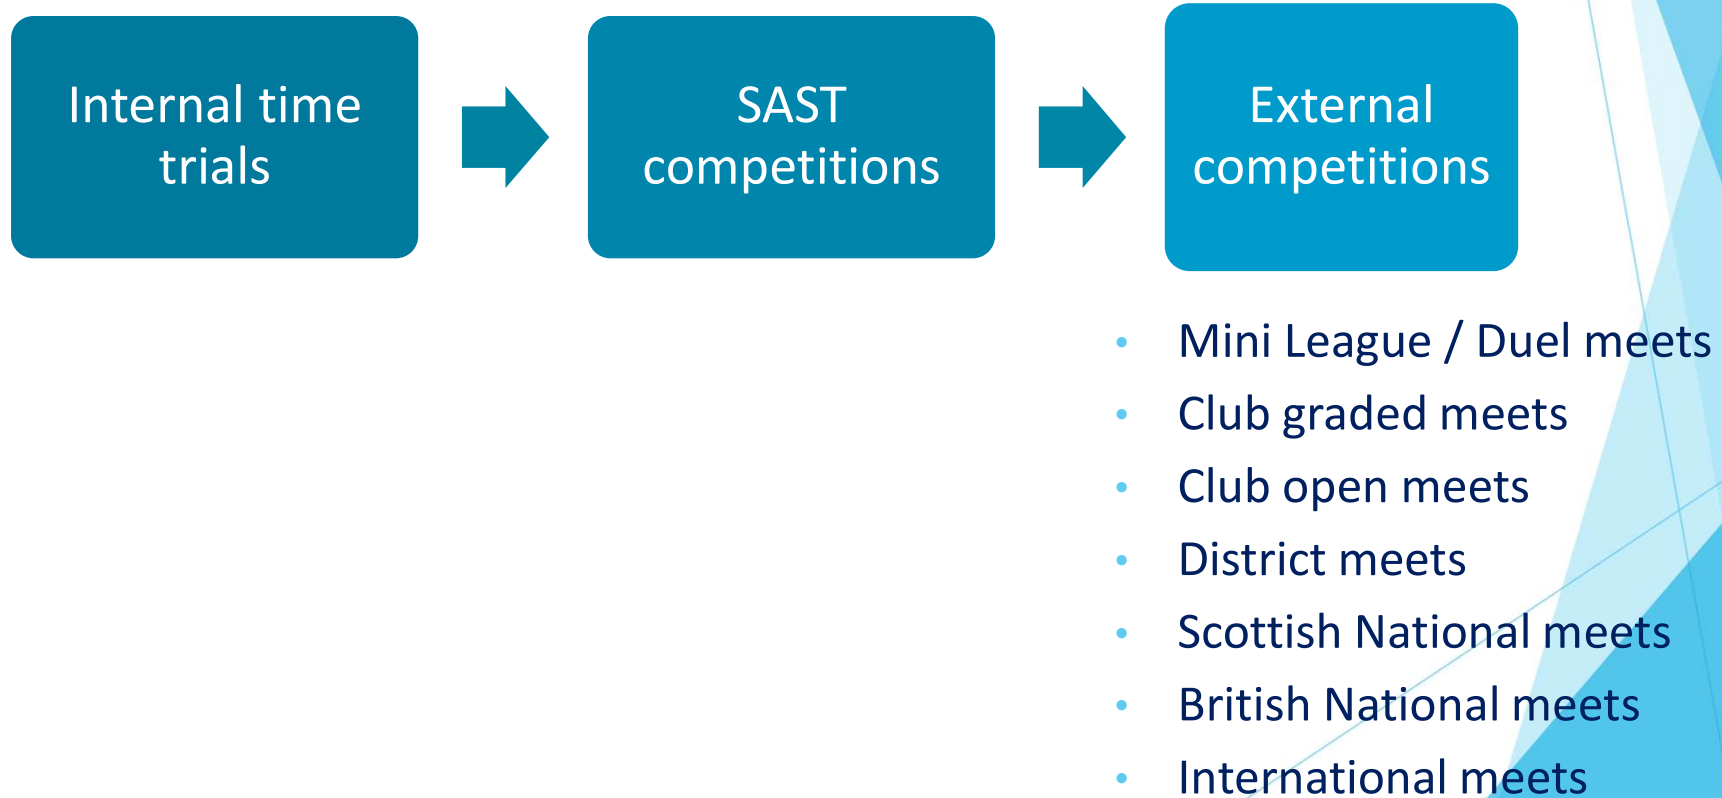 Internal time
trials
SAST
competitions
External
competitions
• Mini League / Duel meets
• Club graded meets
• Club open meets
• District meets
• Scottish National meets
• British National meets
• International meets